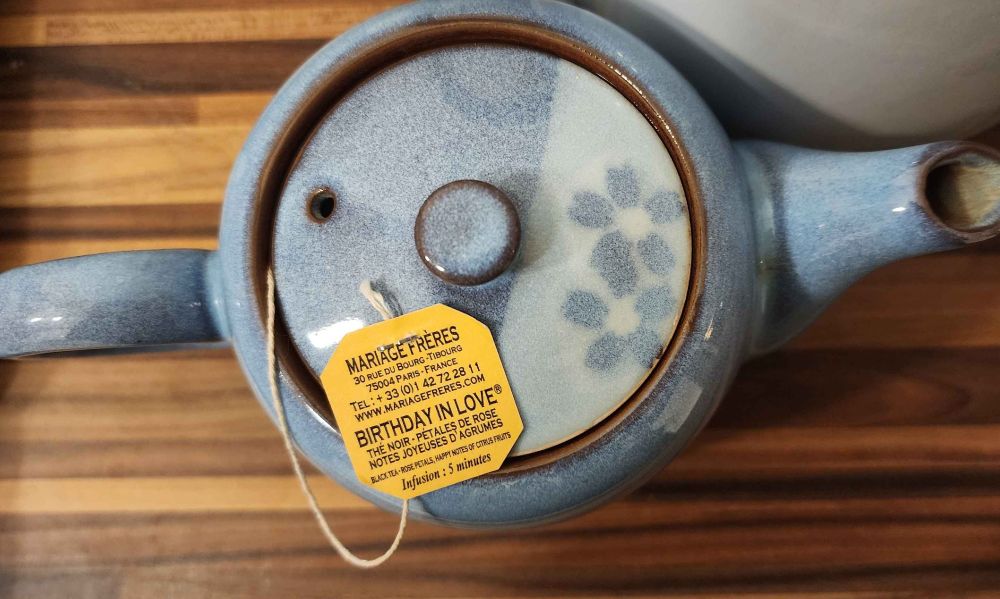 MARIAGE FRÈRES
30 RUE DU BOURG-TIBOURG
75004 PARIS - FRANCE
TEL : + 33 (0)1 42 72 28 11
WWW.MARIAGEFRERES.COM
BIRTHDAY IN LOVE®
THÉ NOIR - PÉTALES DE ROSE
NOTES JOYEUSES D'AGRUMES
BLACK TEA - ROSE PETALS, HAPPY NOTES OF CITRUS FRUITS
Infusion : 5 minutes